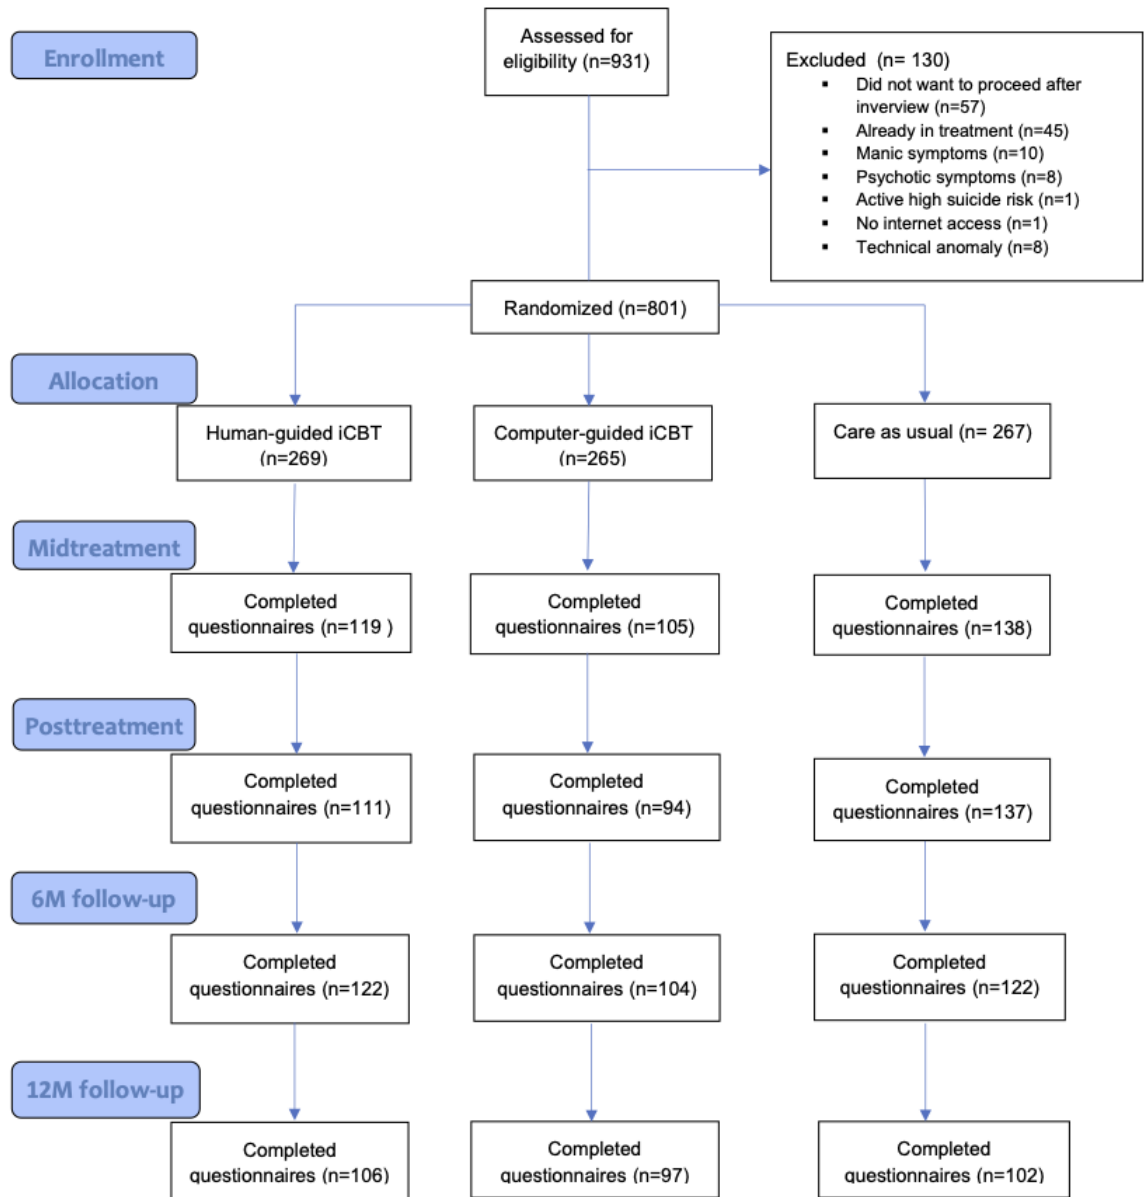 Enrollment
Assessed for
eligibility (n=931)
Excluded  (n= 130)
▪ Did not want to proceed after
inverview (n=57)
▪ Already in treatment (n=45)
▪ Manic symptoms (n=10)
▪ Psychotic symptoms (n=8)
▪ Active high suicide risk (n=1)
▪ No internet access (n=1)
▪ Technical anomaly (n=8)
Randomized (n=801)
Allocation
Human-guided iCBT
(n=269)
Computer-guided iCBT
(n=265)
Care as usual (n= 267)
Midtreatment
Completed
questionnaires (n=119 )
Completed
questionnaires (n=105)
Completed
questionnaires (n=138)
Posttreatment
Completed
questionnaires (n=111)
Completed
questionnaires (n=94)
Completed
questionnaires (n=137)
6M follow-up
Completed
questionnaires (n=122)
Completed
questionnaires (n=104)
Completed
questionnaires (n=122)
12M follow-up
Completed
questionnaires (n=106)
Completed
questionnaires (n=97)
Completed
questionnaires (n=102)